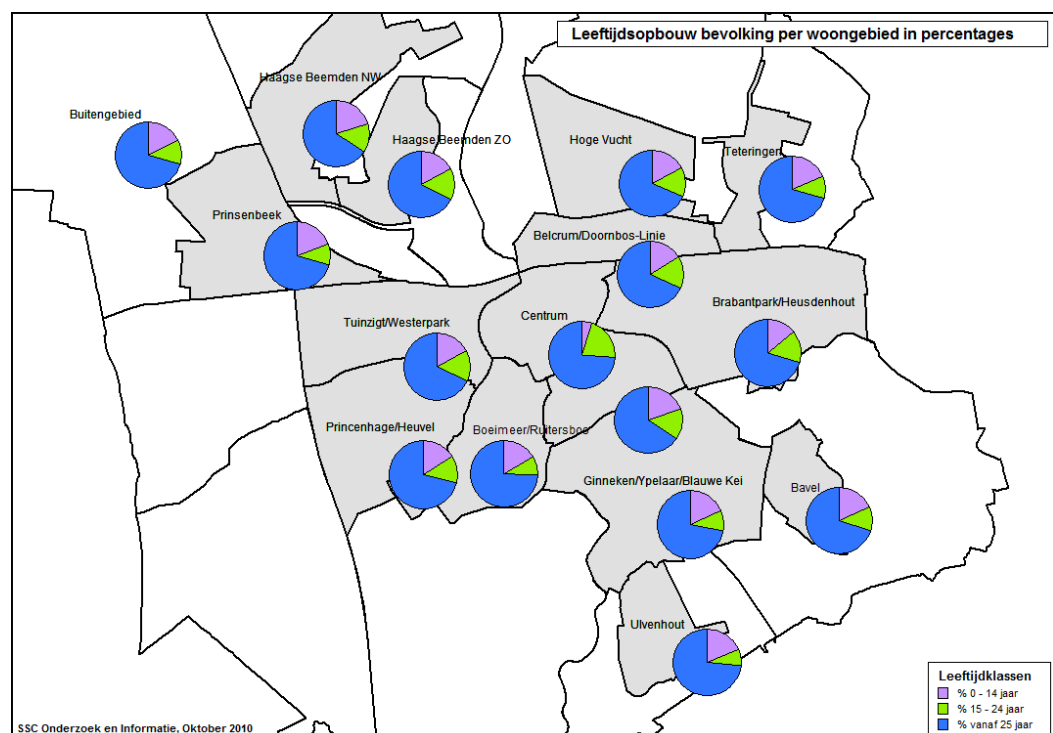 Leeftijdsopbouw bevolking per woongebied in percentages
Haagse Beemden NW
Buitengebied
Haagse Beemden ZO
Hoge Vucht
Teteringen
Prinsenbeek
Belcrum/Doornbos-Linie
Brabantpark/Heusdenhout
Tuinzigt/Westerpark
Centrum
Princenhage/Heuvel
Boeimeer/Ruitersbos
Ginneken/Ypelaar/Blauwe Kei
Bavel
Ulvenhout
Leeftijdklassen
% 0 - 14 jaar
% 15 - 24 jaar
% vanaf 25 jaar
SSC Onderzoek en Informatie, Oktober 2010